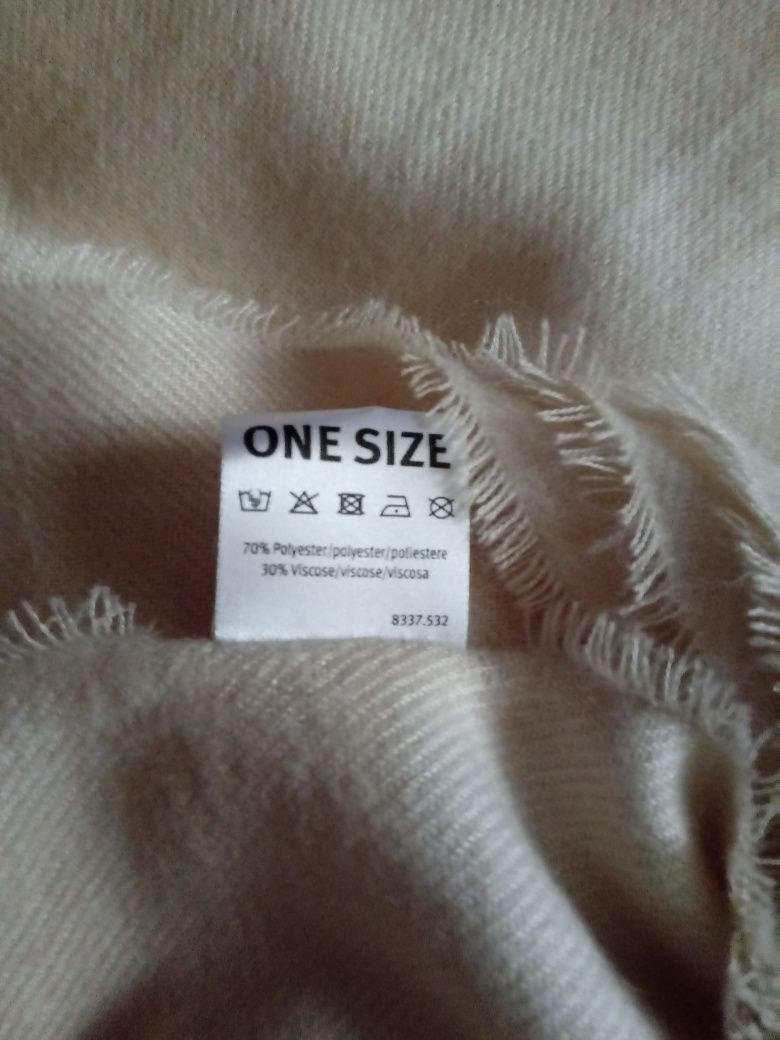 ONE SIZE
70% Polyester/polyester/poliestere
30% Viscose/viscose/viscosa
8337.532